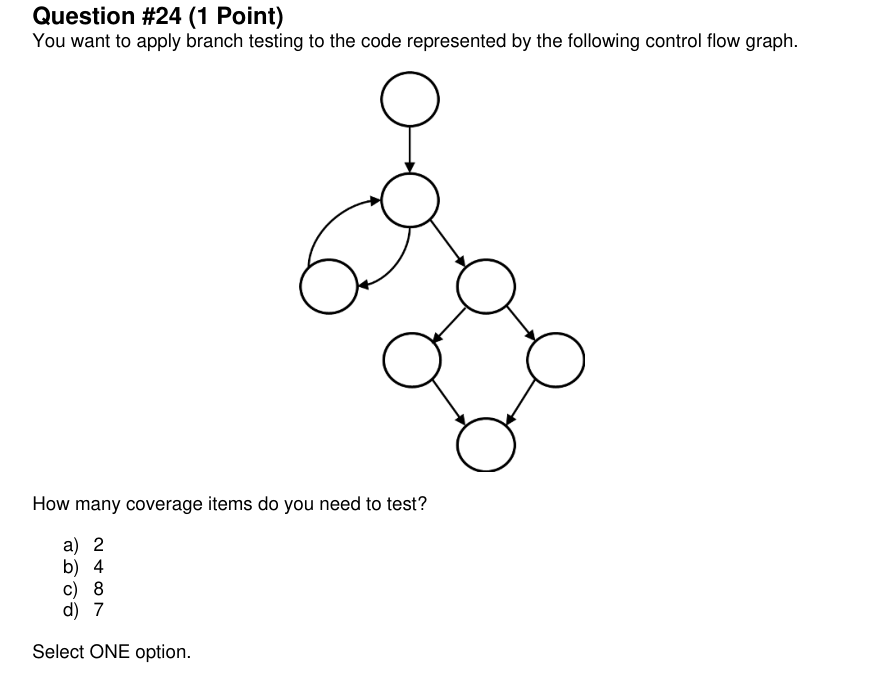 Question #24 (1 Point)
You want to apply branch testing to the code represented by the following control flow graph.
How many coverage items do you need to test?
a) 2
b) 4
c) 8
d) 7
Select ONE option.